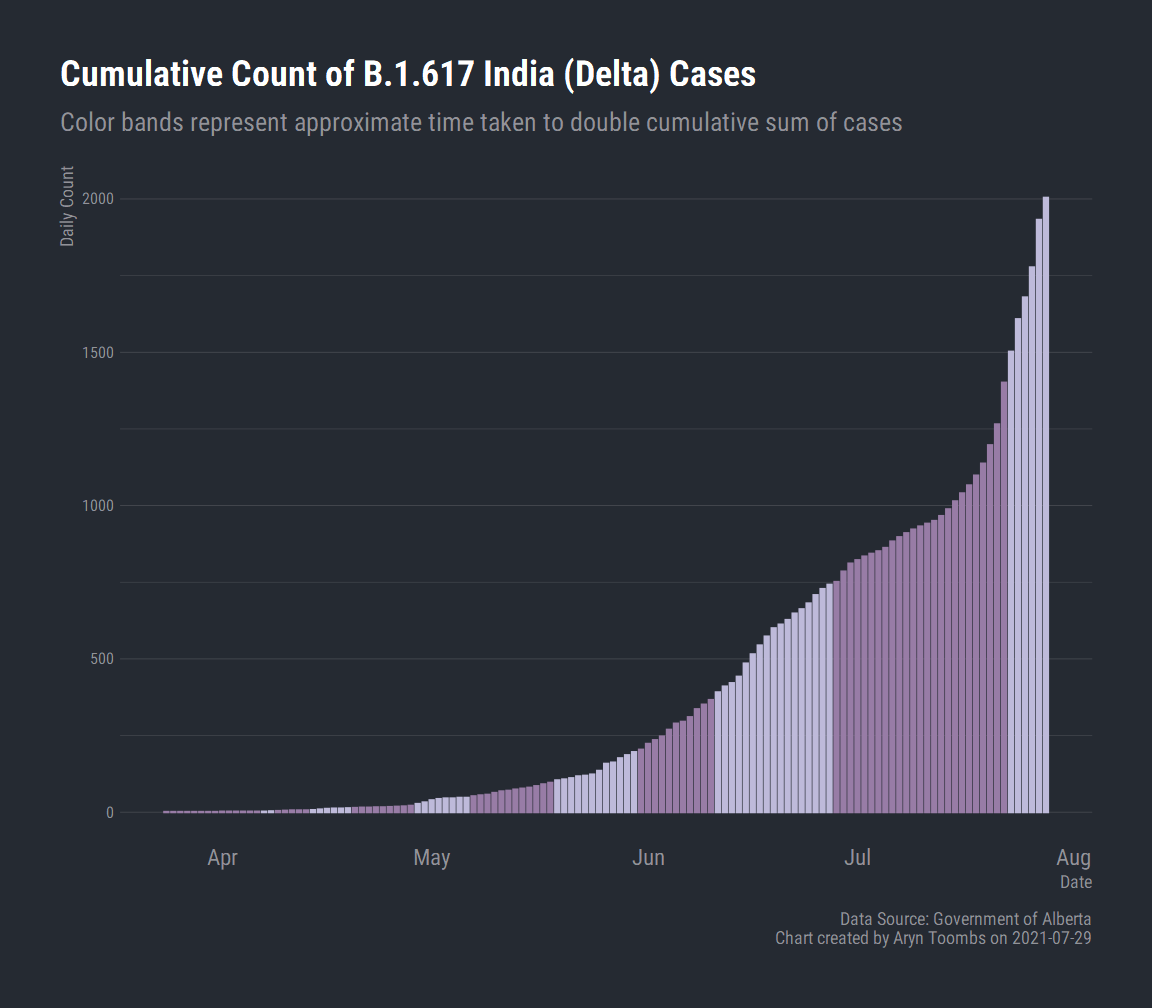 Cumulative Count of B.1.617 India (Delta) Cases
Color bands represent approximate time taken to double cumulative sum of cases
Daily Count
2000
1500
1000
500
0
Apr May Jun Jul Aug
Date
Data Source: Government of Alberta
Chart created by Aryn Toombs on 2021-07-29